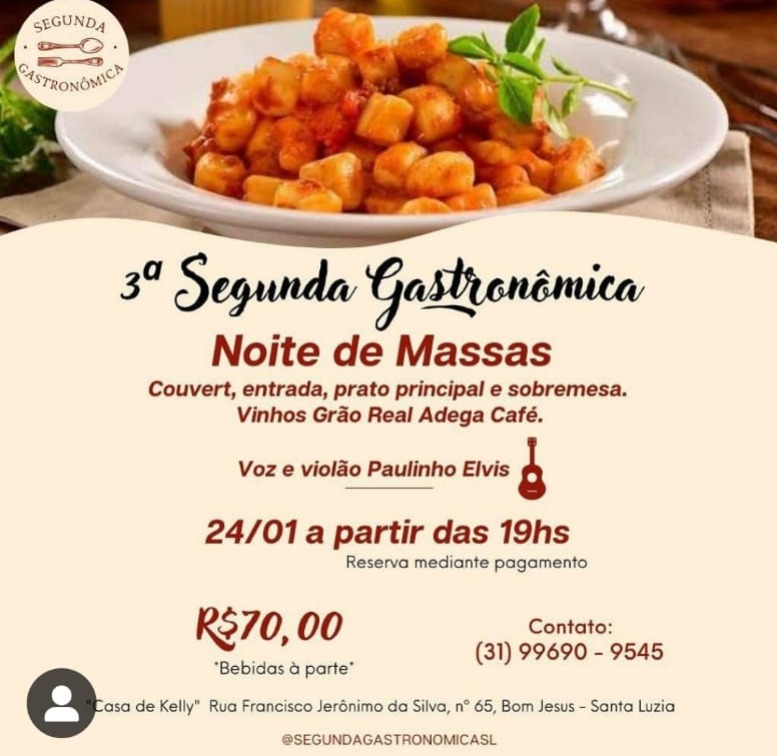 SEGUNDA
GASTRONÔMICA
3ª Segunda Gastronômica
Noite de Massas
Couvert, entrada, prato principal e sobremesa.
Vinhos Grão Real Adega Café.
Voz e violão Paulinho Elvis
24/01 a partir das 19hs
Reserva mediante pagamento
R$70,00
*Bebidas à parte*
Contato:
(31) 99690 - 9545
"Casa de Kelly" Rua Francisco Jerônimo da Silva, nº 65, Bom Jesus - Santa Luzia
@SEGUNDAGASTRONOMICASL